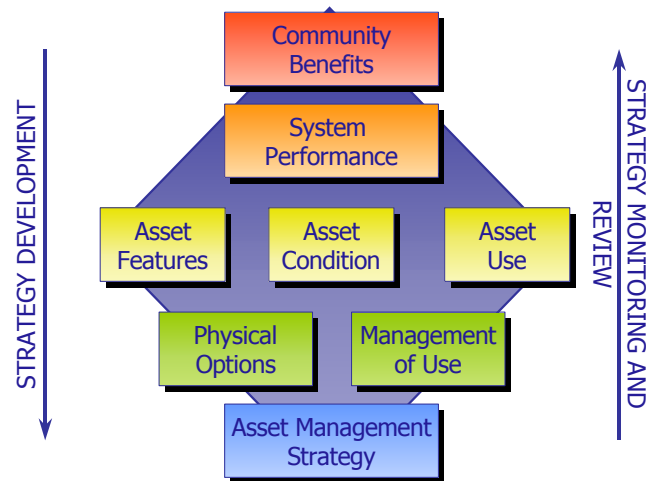 Community
Benefits
System
Performance
Asset
Features
Asset
Condition
Asset
Use
Physical
Options
Management
of Use
Asset Management
Strategy
STRATEGY DEVELOPMENT
STRATEGY MONITORING AND
REVIEW